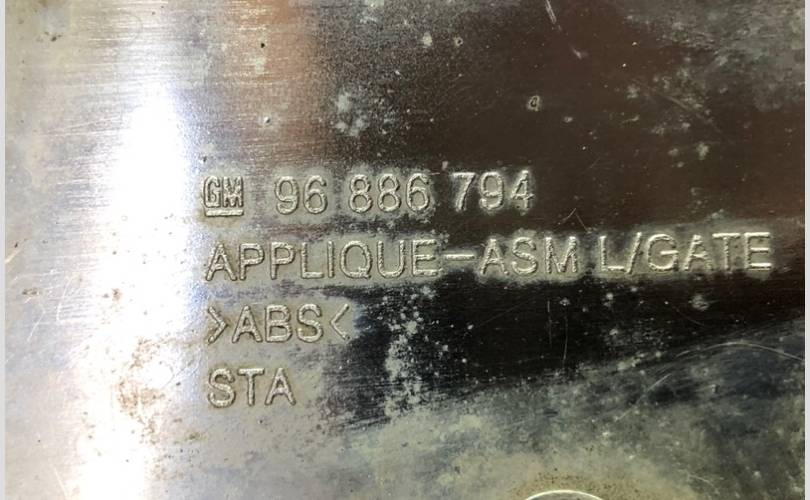 GM 96 886 794
APPLIQUE-ASM L/GATE
>ABS<
STA